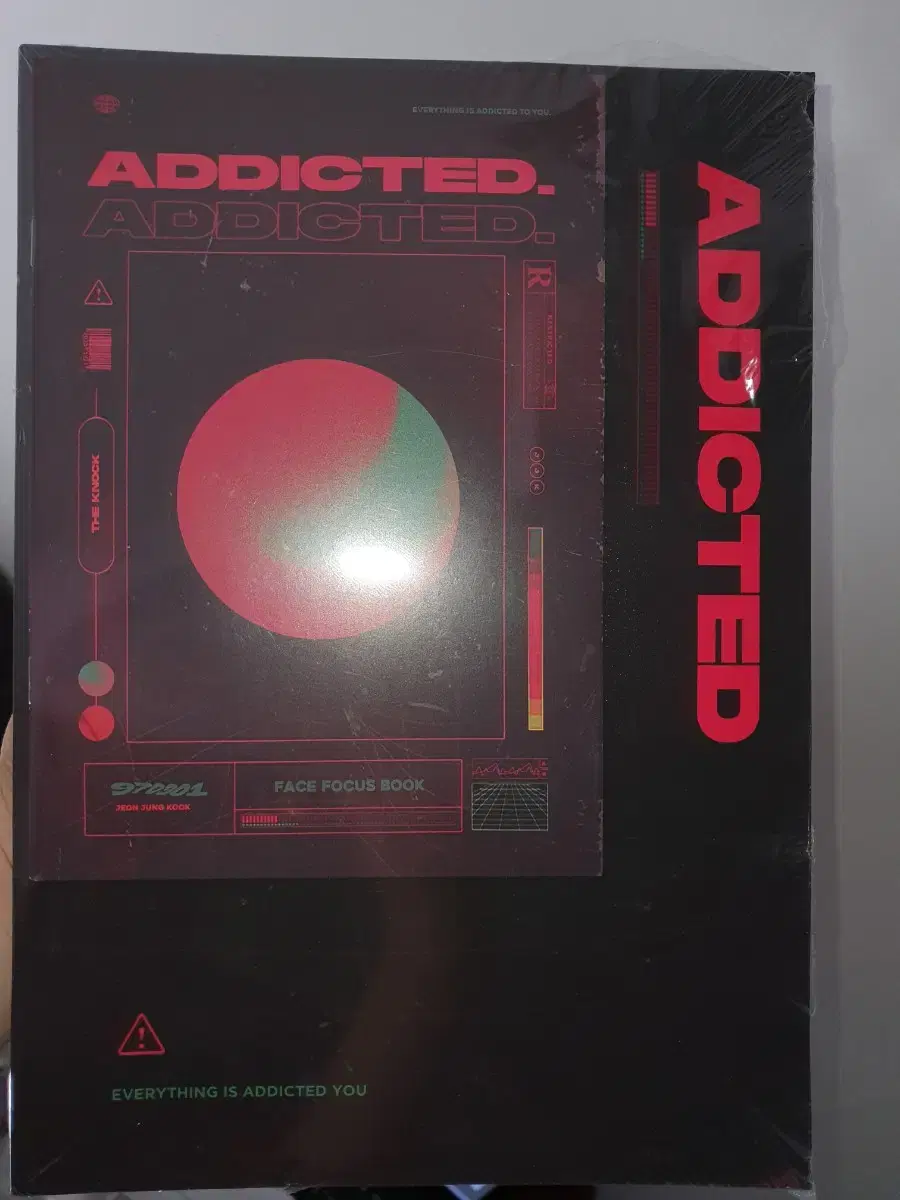 EVERYTHING IS ADDICTED TO YOU.
ADDICTED.
ADDICTED.
R
RESTRICTED
THE KNOCK
970901
JEON JUNG KOOK
FACE FOCUS BOOK
ADDICTED
EVERYTHING IS ADDICTED YOU